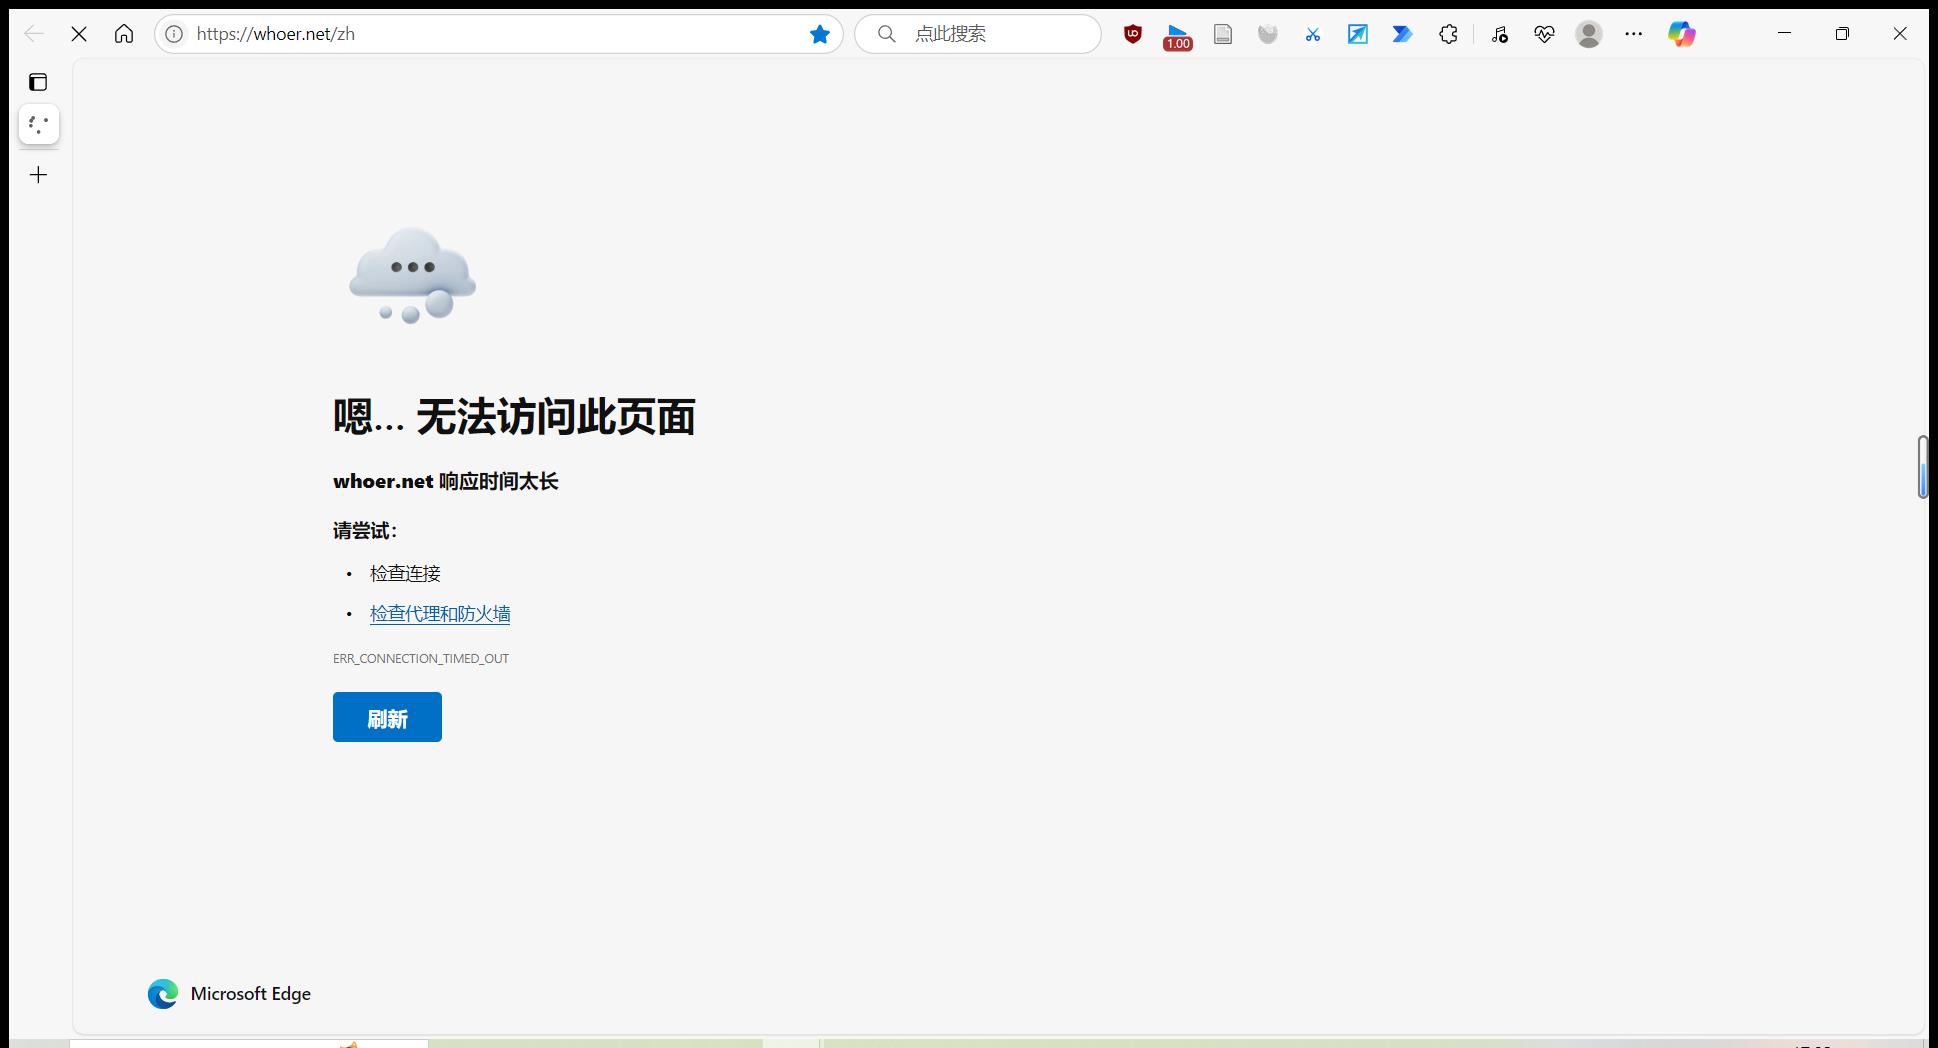 https://whoer.net/zh
点此搜索
1.00
嗯… 无法访问此页面
whoer.net 响应时间太长
请尝试：
• 检查连接
• 检查代理和防火墙
ERR_CONNECTION_TIMED_OUT
刷新
Microsoft Edge